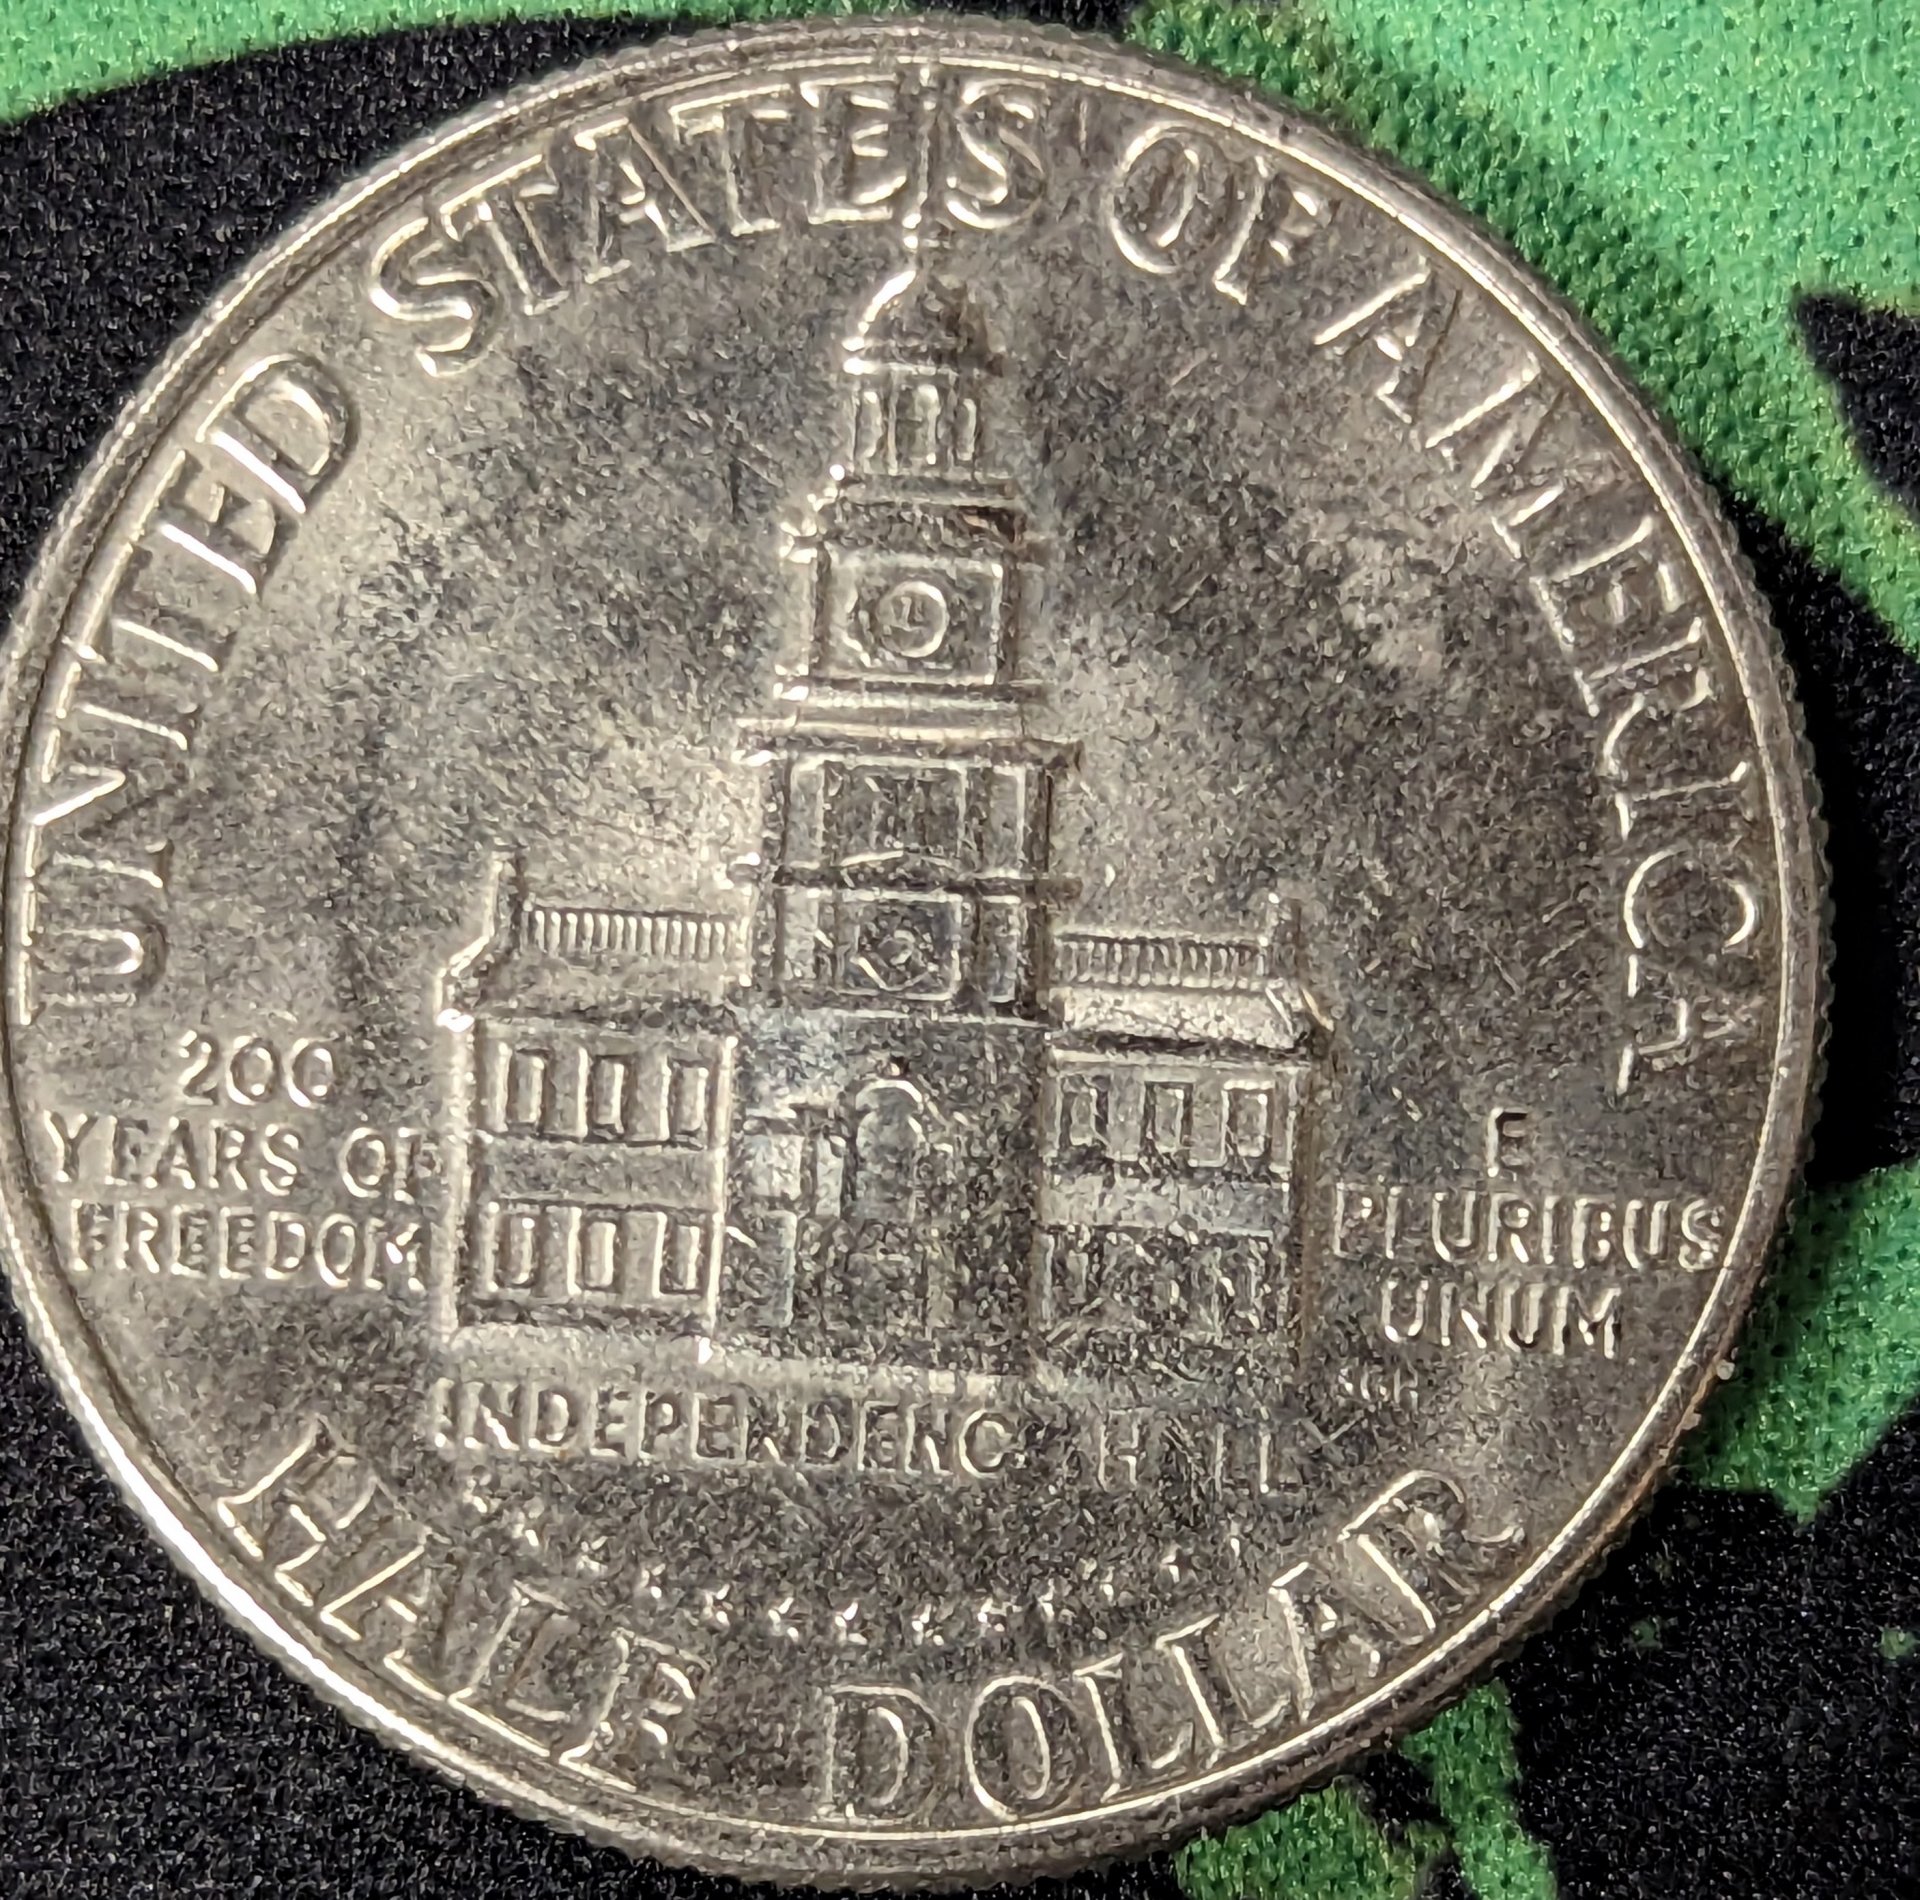 UNITED STATES OF AMERICA
200
YEARS OF
FREEDOM
E
PLURIBUS
UNUM
INDEPENDENCE HALL
HALF DOLLAR